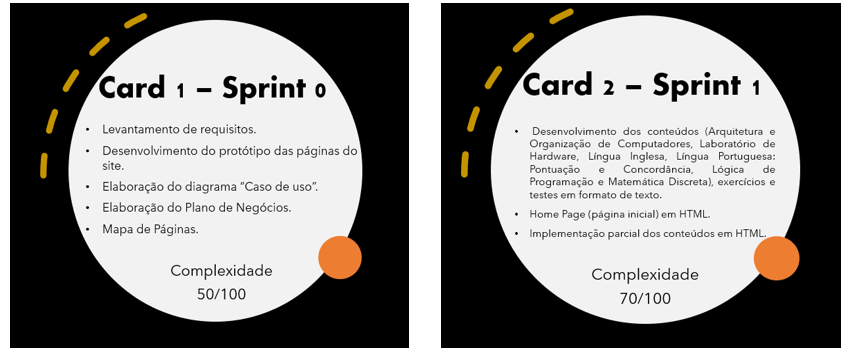 Card 1 – Sprint 0
• Levantamento de requisitos.
• Desenvolvimento do protótipo das páginas do
site.
• Elaboração do diagrama “Caso de uso”.
• Elaboração do Plano de Negócios.
• Mapa de Páginas.
Complexidade
50/100
Card 2 – Sprint 1
• Desenvolvimento dos conteúdos (Arquitetura e
Organização de Computadores, Laboratório de
Hardware, Língua Inglesa, Língua Portuguesa:
Pontuação e Concordância, Lógica de
Programação e Matemática Discreta), exercícios e
testes em formato de texto.
• Home Page (página inicial) em HTML.
• Implementação parcial dos conteúdos em HTML.
Complexidade
70/100